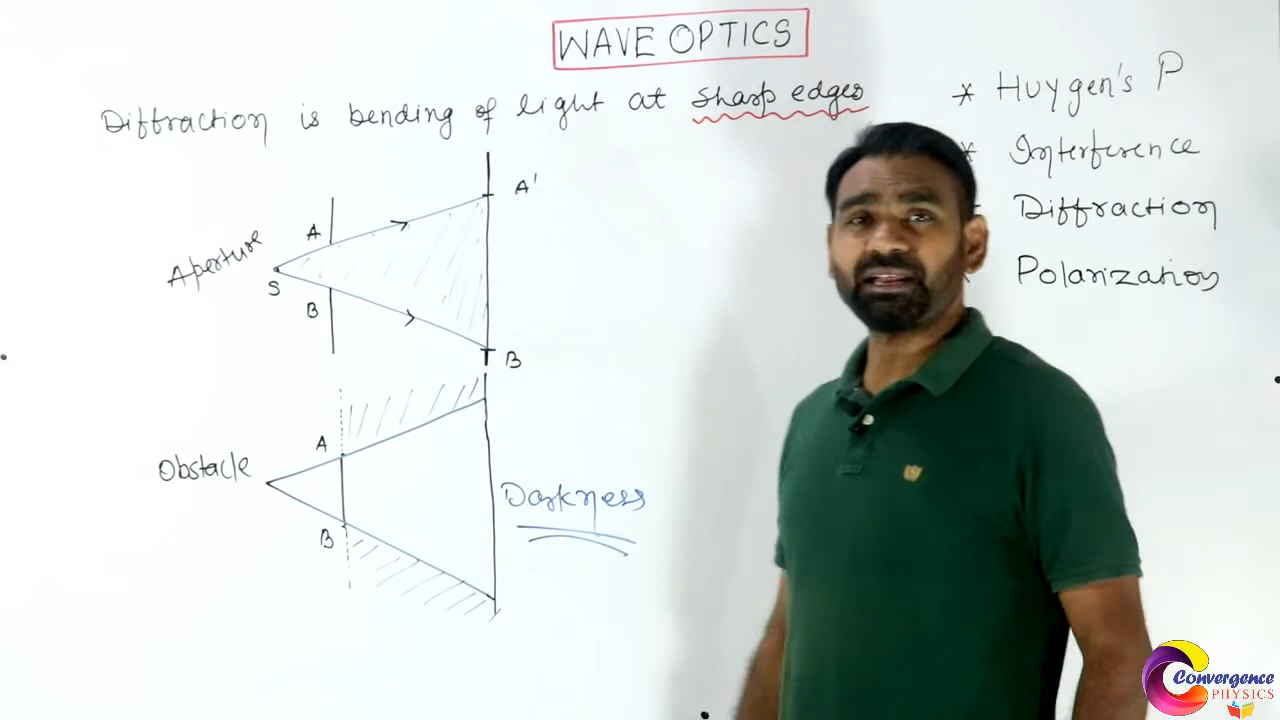 WAVE OPTICS
Diffraction is bending of light at sharp edges
* Huygen's P
* Interference
Diffraction
* Polarization
Aperture
A
A'
S
B
B
Obstacle
A
B
Darkness
Convergence
PHYSICS